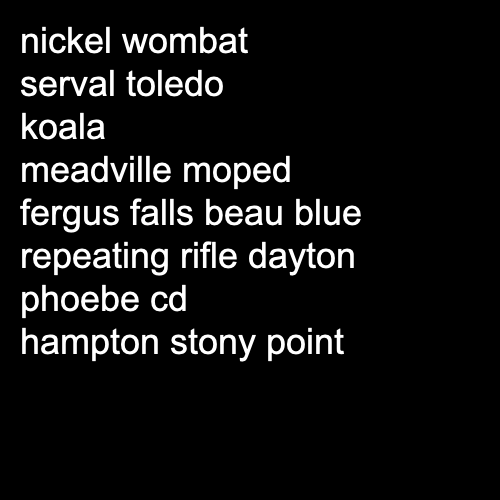 nickel wombat
serval toledo
koala
meadville moped
fergus falls beau blue
repeating rifle dayton
phoebe cd
hampton stony point